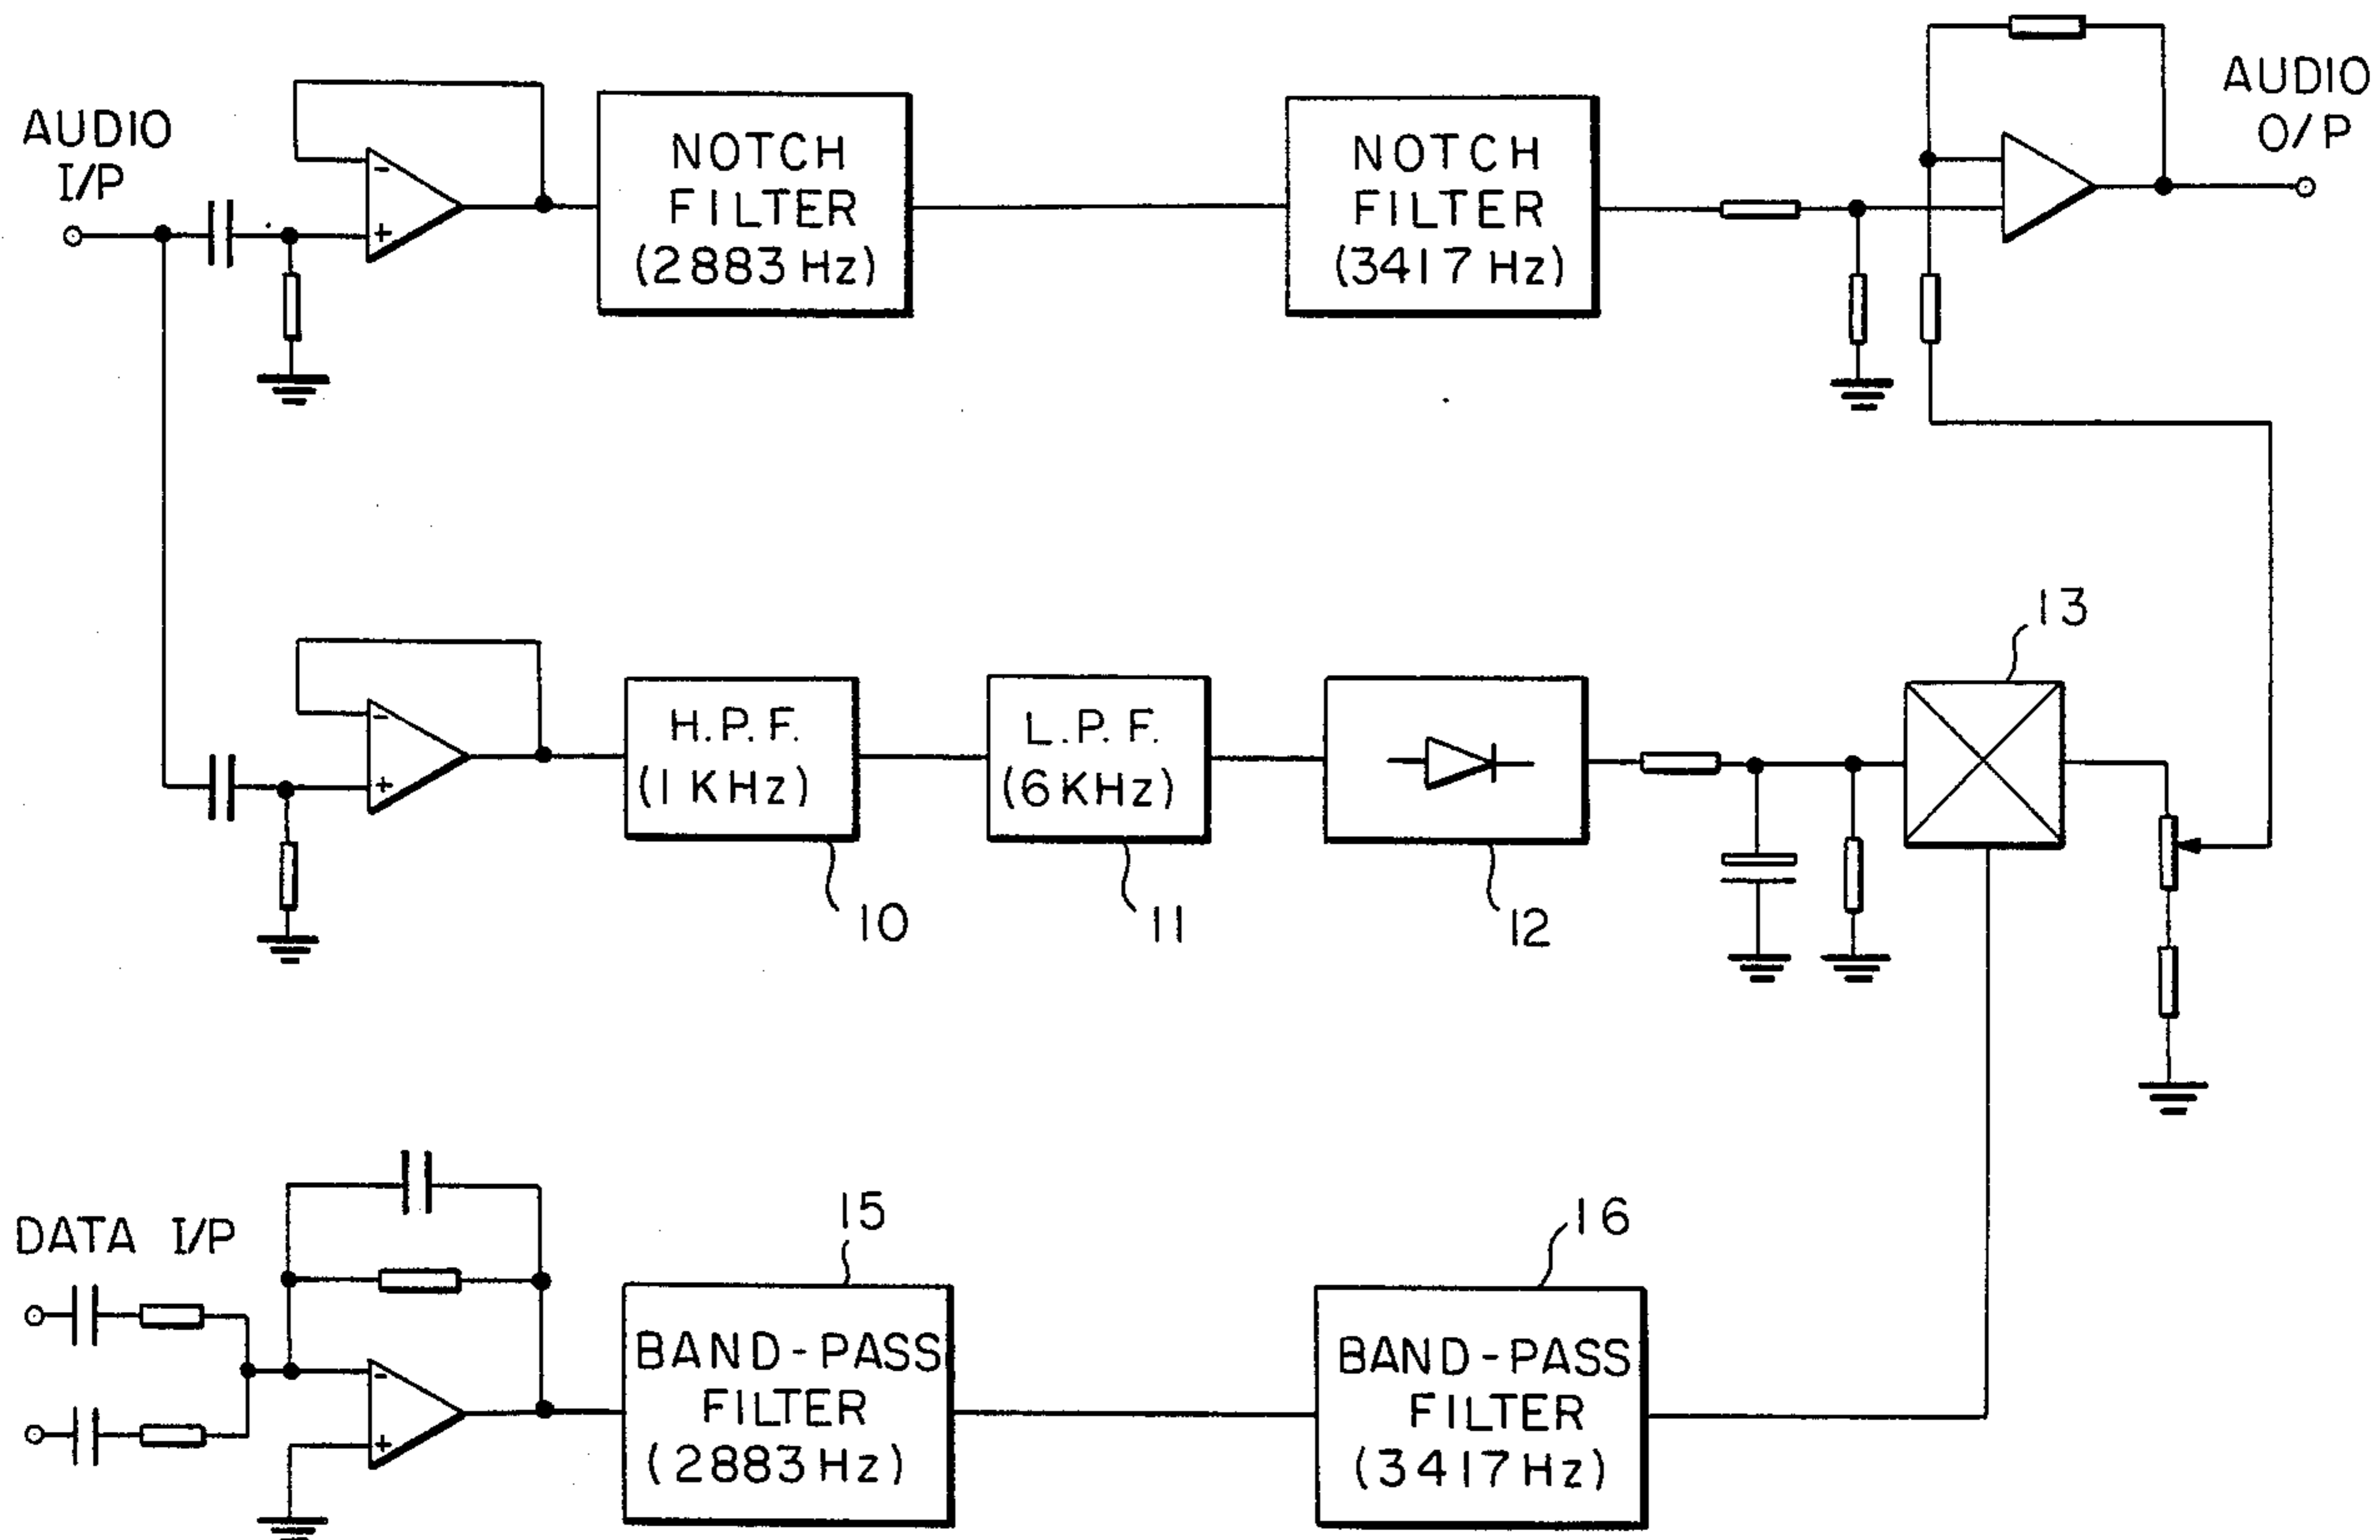 AUDIO
I/P
NOTCH
FILTER
(2883 Hz)
NOTCH
FILTER
(3417 Hz)
AUDIO
O/P
-
+
H.P.F.
(1 KHz)
10
L.P.F.
(6 KHz)
11
12
13
-
+
DATA I/P
-
+
15
BAND-PASS
FILTER
(2883 Hz)
16
BAND-PASS
FILTER
(3417 Hz)